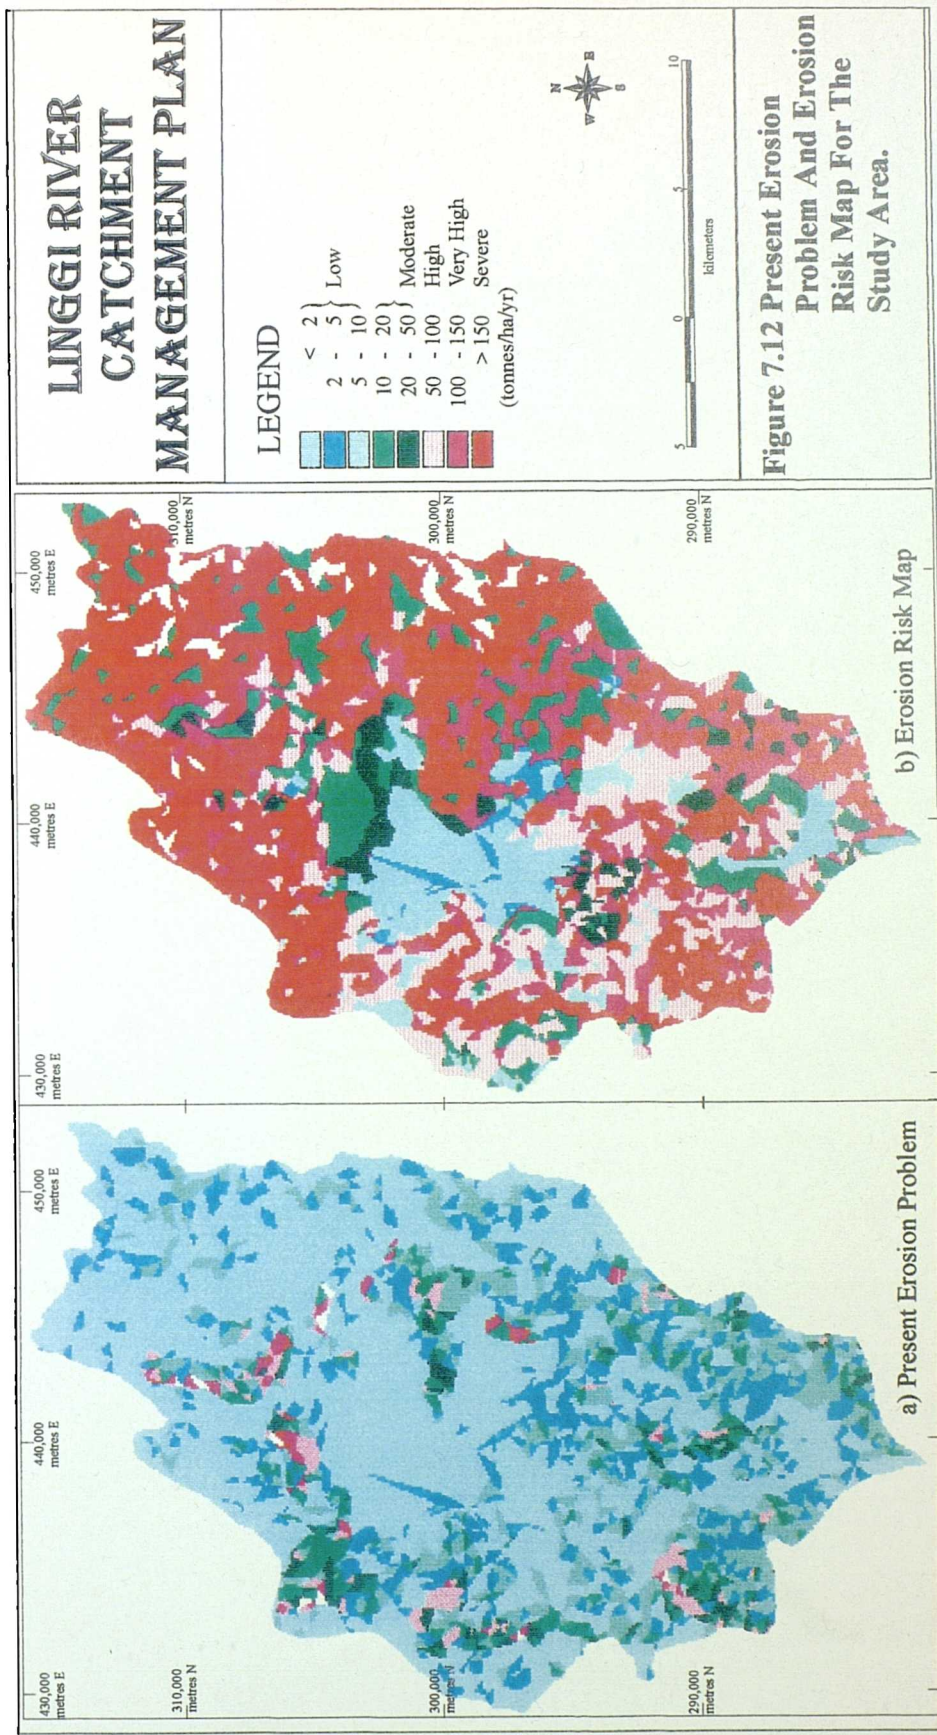 LINGGI RIVER
CATCHMENT
MANAGEMENT PLAN
LEGEND
< 2 }
2 - 5 } Low
5 - 10 }
10 - 20 }
20 - 50 } Moderate
50 - 100 High
100 - 150 Very High
> 150 Severe
(tonnes/ha/yr)
N
W E
S
5 0 5 10
kilometers
Figure 7.12 Present Erosion
Problem And Erosion
Risk Map For The
Study Area.
430,000
metres E
440,000
metres E
450,000
metres E
310,000
metres N
300,000
metres N
290,000
metres N
a) Present Erosion Problem
430,000
metres E
440,000
metres E
450,000
metres E
310,000
metres N
300,000
metres N
290,000
metres N
b) Erosion Risk Map